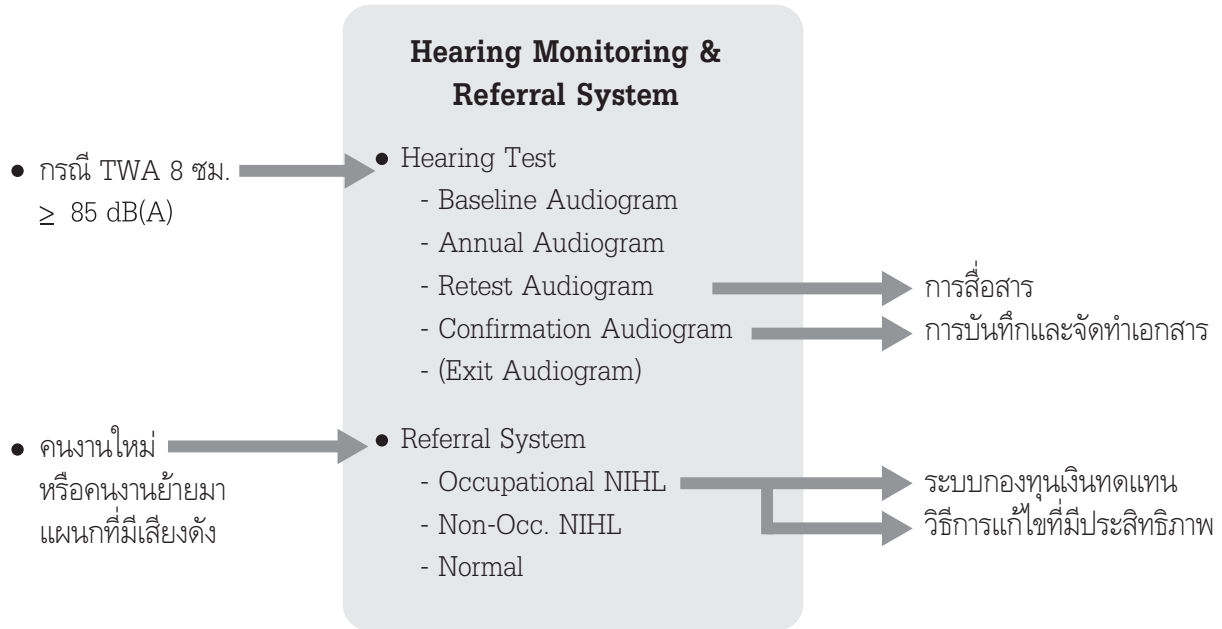 Hearing Monitoring &
Referral System
● กรณี TWA 8 ซม.
≥ 85 dB(A)
● Hearing Test
- Baseline Audiogram
- Annual Audiogram
- Retest Audiogram
การสื่อสาร
- Confirmation Audiogram
การบันทึกและจัดทำเอกสาร
- (Exit Audiogram)
● คนงานใหม่
หรือคนงานย้ายมา
แผนกที่มีเสียงดัง
● Referral System
- Occupational NIHL
ระบบกองทุนเงินทดแทน
- Non-Occ. NIHL
วิธีการแก้ไขที่มีประสิทธิภาพ
- Normal